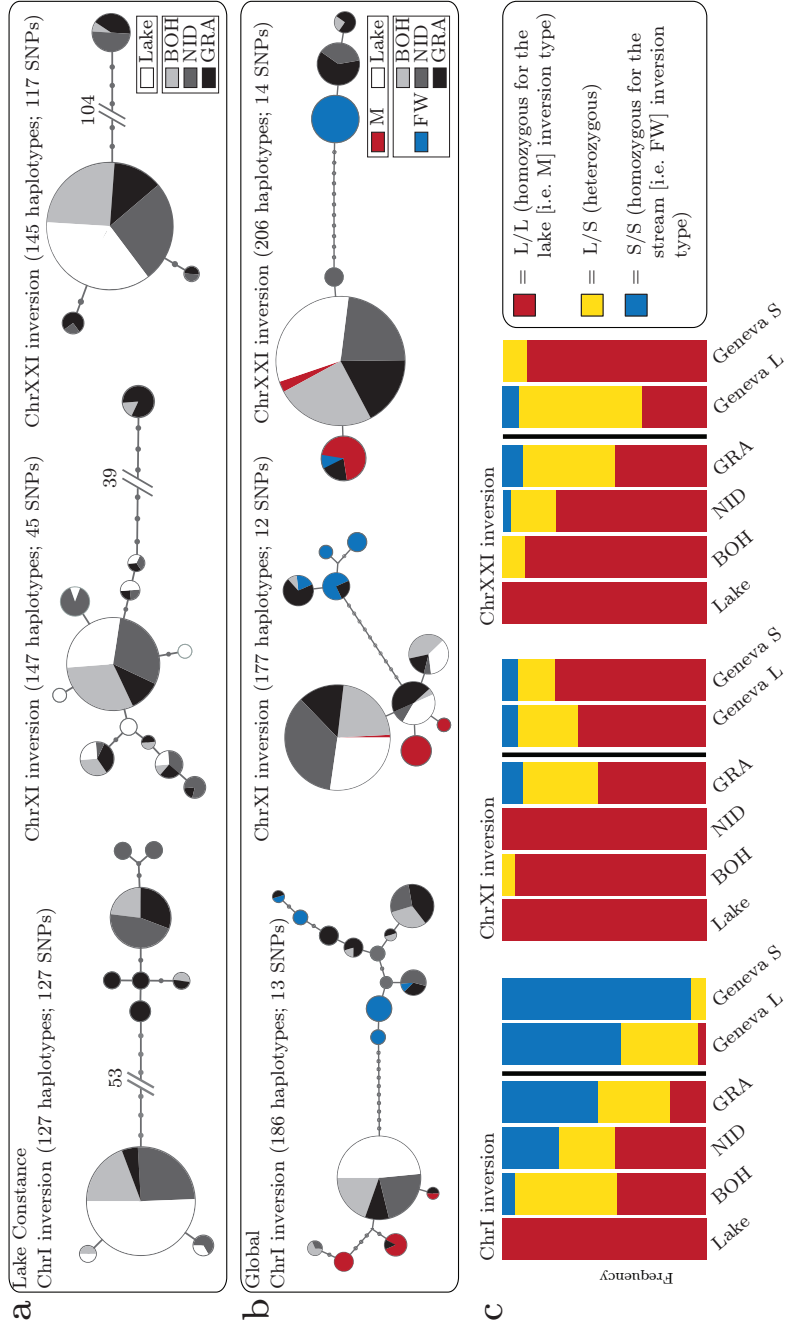 a
Lake Constance
ChrI inversion (127 haplotypes; 127 SNPs)
53
ChrXI inversion (147 haplotypes; 45 SNPs)
39
ChrXXI inversion (145 haplotypes; 117 SNPs)
104
Lake
BOH
NID
GRA
b
Global
ChrI inversion (186 haplotypes; 13 SNPs)
ChrXI inversion (177 haplotypes; 12 SNPs)
ChrXXI inversion (206 haplotypes; 14 SNPs)
M
Lake
FW
BOH
NID
GRA
c
Frequency
ChrI inversion
Lake
BOH
NID
GRA
Geneva L
Geneva S
ChrXI inversion
Lake
BOH
NID
GRA
Geneva L
Geneva S
ChrXXI inversion
Lake
BOH
NID
GRA
Geneva L
Geneva S
= L/L (homozygous for the
lake [i.e. M] inversion type)
= L/S (heterozygous)
= S/S (homozygous for the
stream [i.e. FW] inversion
type)